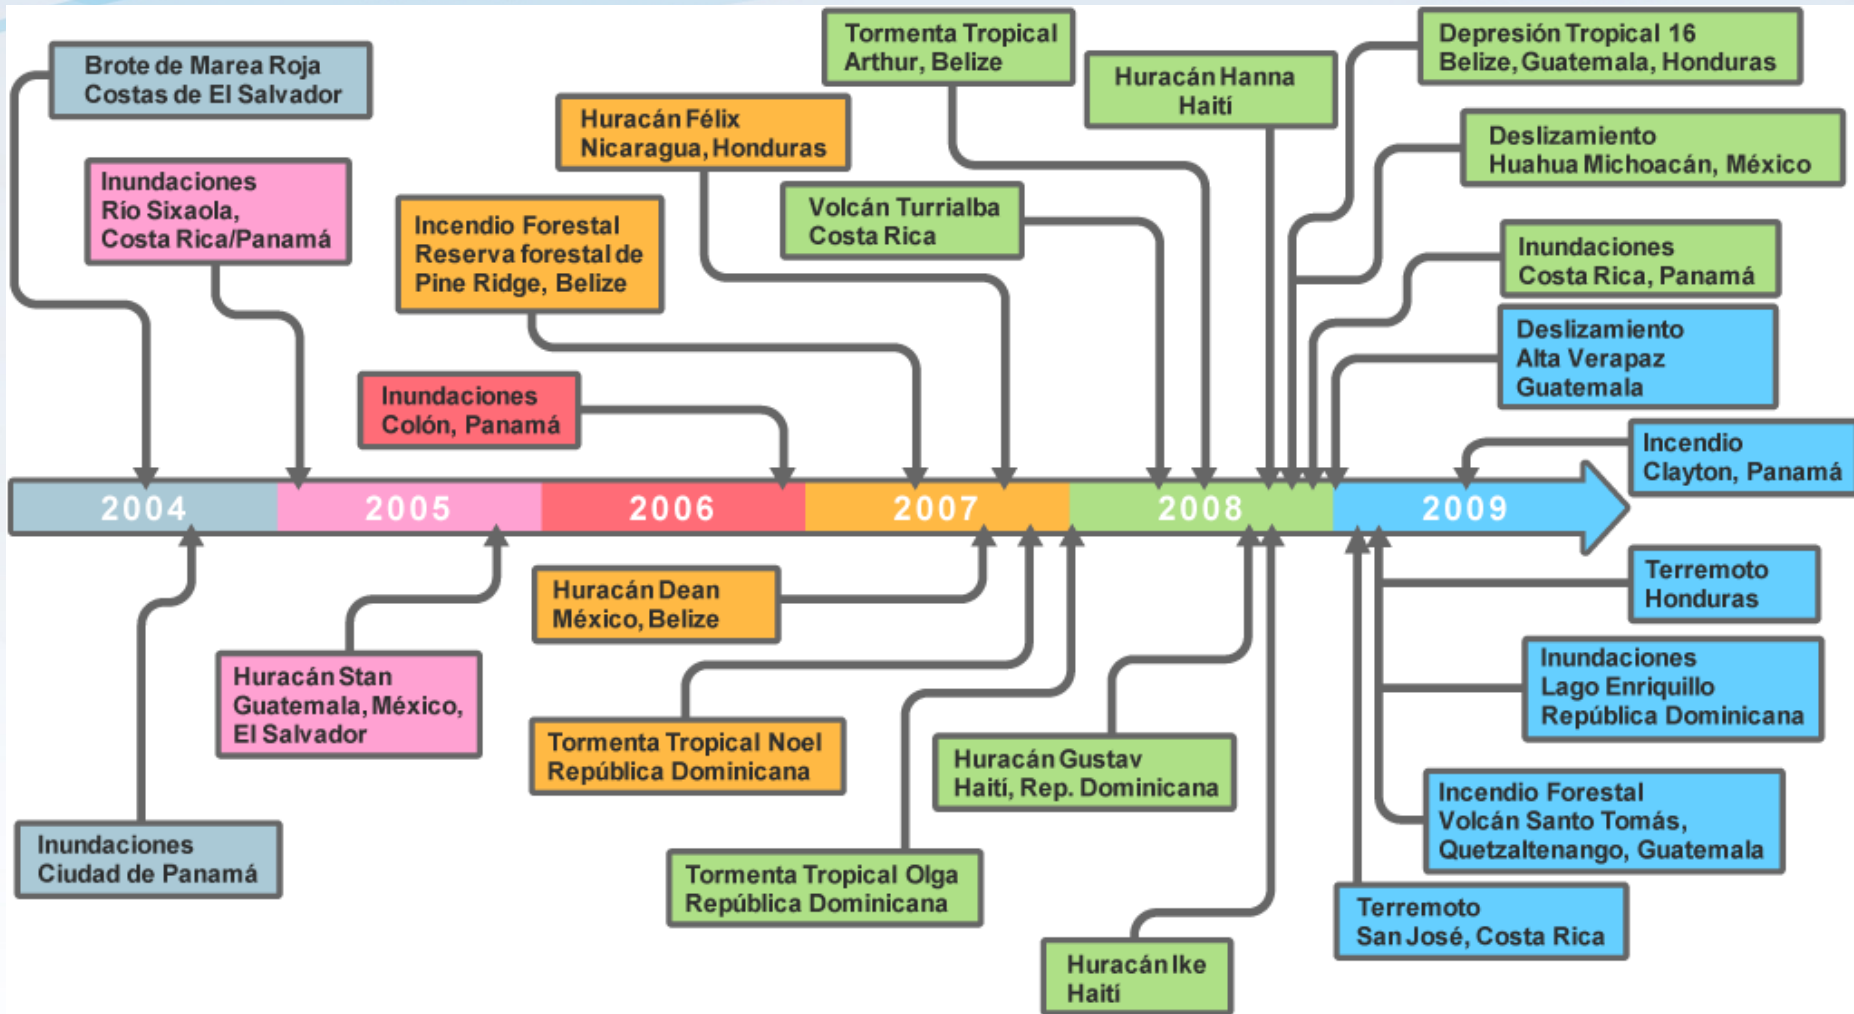 Brote de Marea Roja
Costas de El Salvador
Inundaciones
Río Sixaola,
Costa Rica/Panamá
Incendio Forestal
Reserva forestal de
Pine Ridge, Belize
Inundaciones
Colón, Panamá
Huracán Félix
Nicaragua, Honduras
Tormenta Tropical
Arthur, Belize
Volcán Turrialba
Costa Rica
Huracán Hanna
Haití
Depresión Tropical 16
Belize, Guatemala, Honduras
Deslizamiento
Huahua Michoacán, México
Inundaciones
Costa Rica, Panamá
Deslizamiento
Alta Verapaz
Guatemala
Incendio
Clayton, Panamá
2004
2005
2006
2007
2008
2009
Inundaciones
Ciudad de Panamá
Huracán Stan
Guatemala, México,
El Salvador
Huracán Dean
México, Belize
Tormenta Tropical Noel
República Dominicana
Tormenta Tropical Olga
República Dominicana
Huracán Gustav
Haití, Rep. Dominicana
Huracán Ike
Haití
Terremoto
Honduras
Inundaciones
Lago Enriquillo
República Dominicana
Incendio Forestal
Volcán Santo Tomás,
Quetzaltenango, Guatemala
Terremoto
San José, Costa Rica